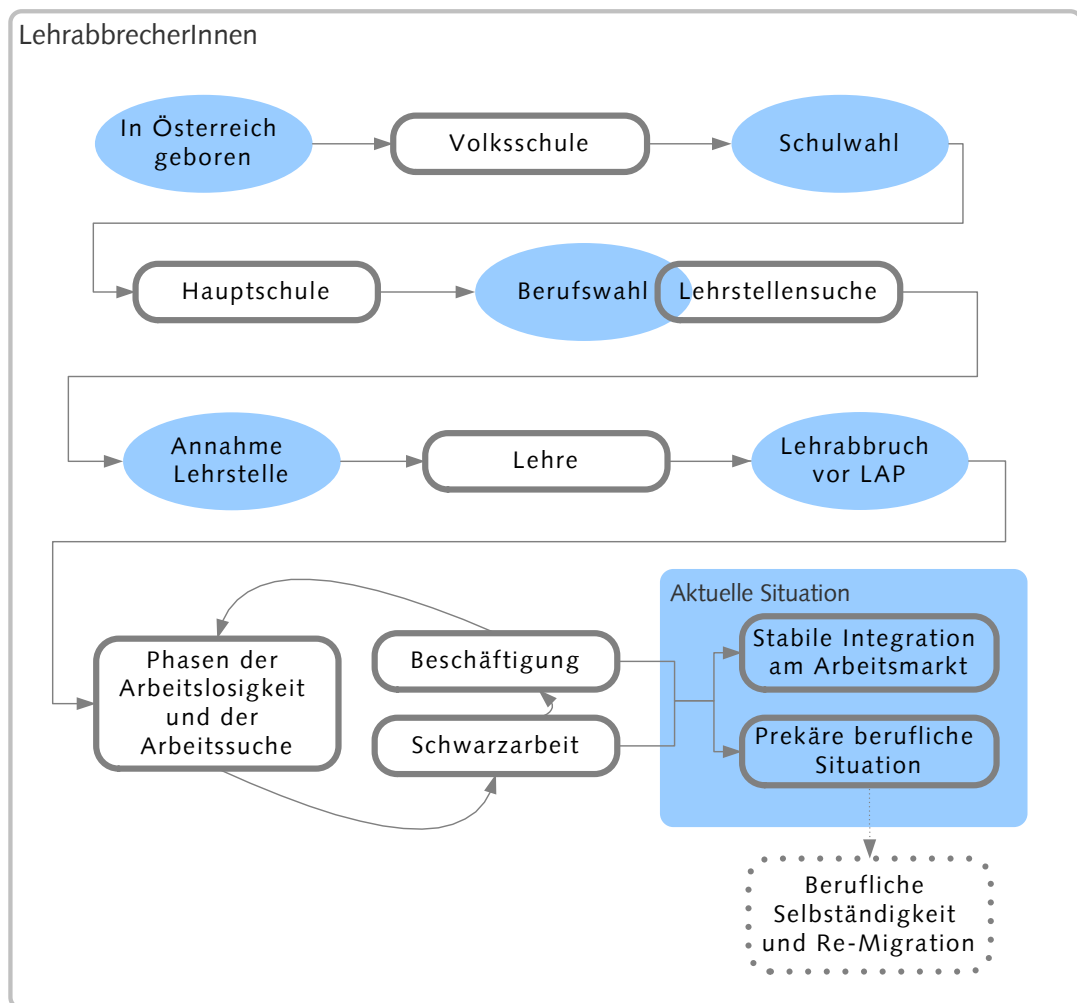 LehrabbrecherInnen
In Österreich
geboren
Volksschule
Schulwahl
Hauptschule
Berufswahl
Lehrstellensuche
Annahme
Lehrstelle
Lehre
Lehrabbruch
vor LAP
Phasen der
Arbeitslosigkeit
und der
Arbeitssuche
Beschäftigung
Schwarzarbeit
Aktuelle Situation
Stabile Integration
am Arbeitsmarkt
Prekäre berufliche
Situation
Berufliche
Selbständigkeit
und Re-Migration